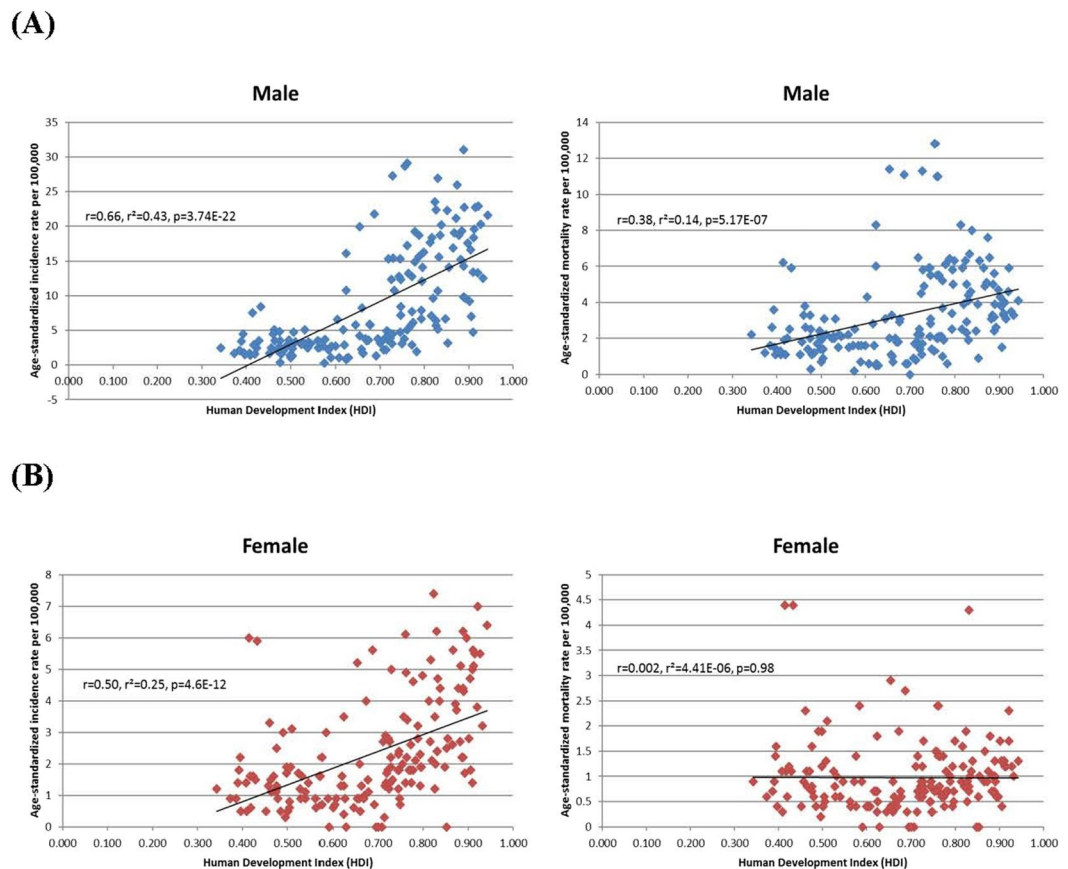 (A)
Male
Age-standardized incidence rate per 100,000
35
30
25
20
15
10
5
0
-5
r=0.66, r²=0.43, p=3.74E-22
0.000 0.100 0.200 0.300 0.400 0.500 0.600 0.700 0.800 0.900 1.000
Human Development Index (HDI)
Male
Age-standardized mortality rate per 100,000
14
12
10
8
6
4
2
0
r=0.38, r²=0.14, p=5.17E-07
0.000 0.100 0.200 0.300 0.400 0.500 0.600 0.700 0.800 0.900 1.000
Human Development Index (HDI)
(B)
Female
Age-standardized incidence rate per 100,000
8
7
6
5
4
3
2
1
0
r=0.50, r²=0.25, p=4.6E-12
0.000 0.100 0.200 0.300 0.400 0.500 0.600 0.700 0.800 0.900 1.000
Human Development Index (HDI)
Female
Age-standardized mortality rate per 100,000
5
4.5
4
3.5
3
2.5
2
1.5
1
0.5
0
r=0.002, r²=4.41E-06, p=0.98
0.000 0.100 0.200 0.300 0.400 0.500 0.600 0.700 0.800 0.900 1.000
Human Development Index (HDI)